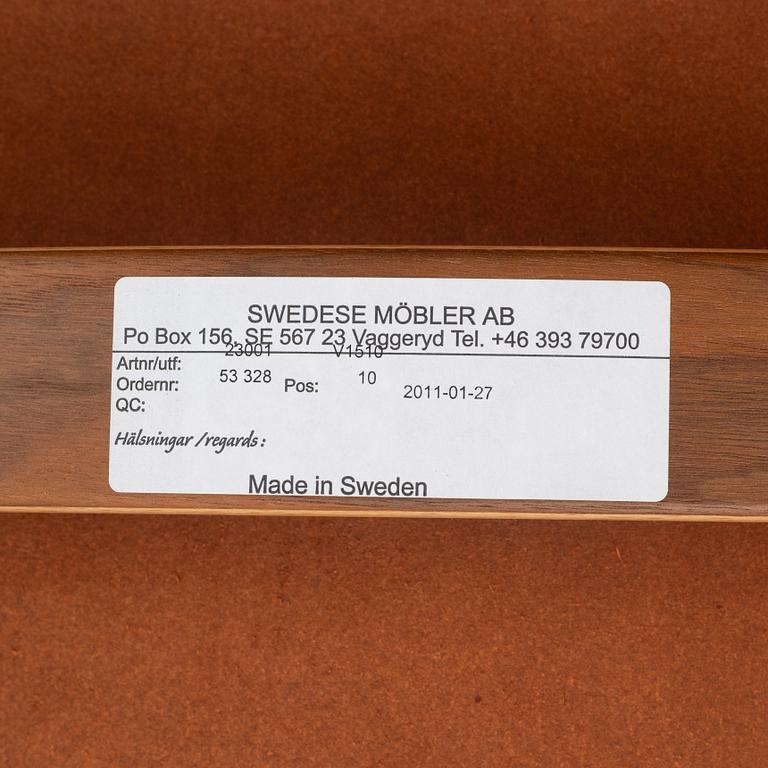 SWEDESE MÖBLER AB
Po Box 156, SE 567 23 Vaggeryd Tel. +46 393 79700
Artnr/utf: 23001 V1510
Ordernr: 53 328 Pos: 10 2011-01-27
QC:
Hälsningar /regards :
Made in Sweden